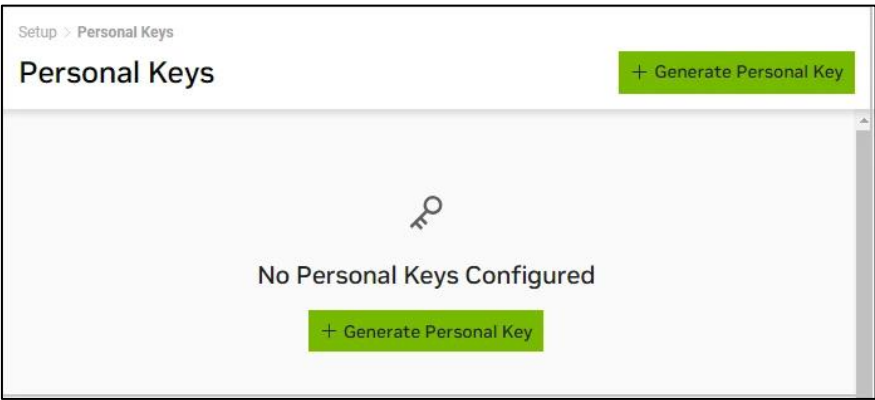 Setup > Personal Keys
Personal Keys
+ Generate Personal Key
No Personal Keys Configured
+ Generate Personal Key